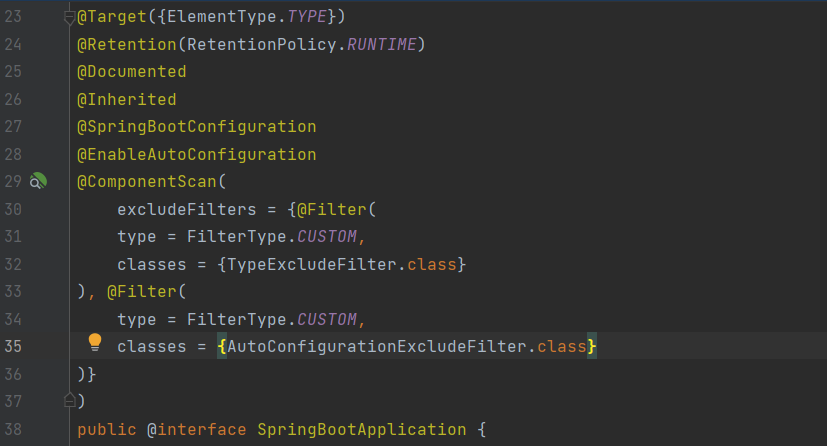 23 @Target({ElementType.TYPE})
24 @Retention(RetentionPolicy.RUNTIME)
25 @Documented
26 @Inherited
27 @SpringBootConfiguration
28 @EnableAutoConfiguration
29 @ComponentScan(
30     excludeFilters = {@Filter(
31     type = FilterType.CUSTOM,
32     classes = {TypeExcludeFilter.class}
33 ), @Filter(
34     type = FilterType.CUSTOM,
35     classes = {AutoConfigurationExcludeFilter.class}
36 )}
37 )
38 public @interface SpringBootApplication {